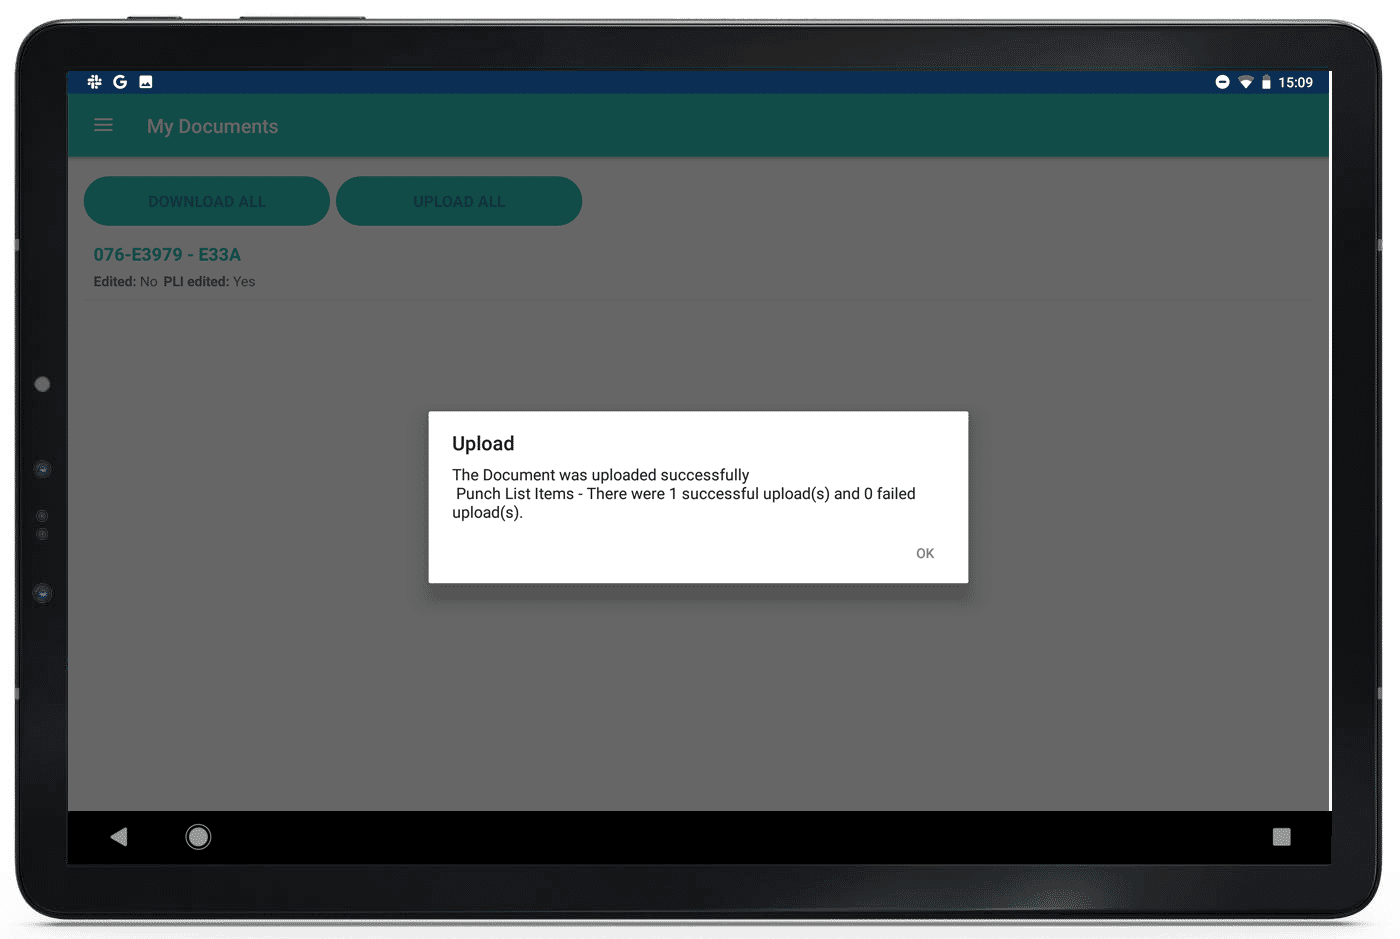 15:09
My Documents
DOWNLOAD ALL UPLOAD ALL
076-E3979 - E33A
Edited: No PLI edited: Yes
Upload
The Document was uploaded successfully
Punch List Items - There were 1 successful upload(s) and 0 failed
upload(s).
OK